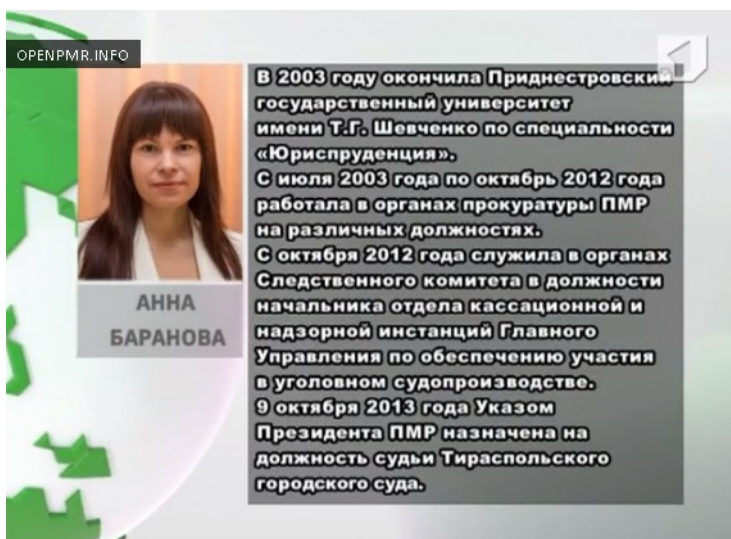 OPENPMR.INFO
АННА
БАРАНОВА
В 2003 году окончила Приднестровский
государственный университет
имени Т.Г. Шевченко по специальности
«Юриспруденция».
С июля 2003 года по октябрь 2012 года
работала в органах прокуратуры ПМР
на различных должностях.
С октября 2012 года служила в органах
Следственного комитета в должности
начальника отдела кассационной и
надзорной инстанций Главного
Управления по обеспечению участия
в уголовном судопроизводстве.
9 октября 2013 года Указом
Президента ПМР назначена на
должность судьи Тираспольского
городского суда.